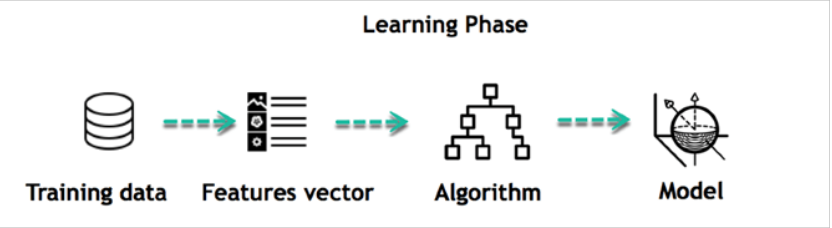 Learning Phase
Training data
Features vector
Algorithm
Model